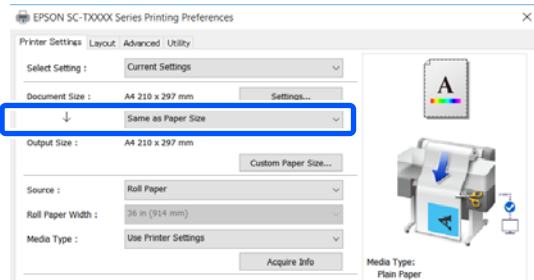 EPSON SC-TXXXX Series Printing Preferences
Printer Settings Layout Advanced Utility
Select Setting : Current Settings
Document Size : A4 210 x 297 mm Settings...
↓ Same as Paper Size
Output Size : A4 210 x 297 mm
Custom Paper Size...
Source : Roll Paper
Roll Paper Width : 36 in (914 mm)
Media Type : Use Printer Settings
Acquire Info
A
A
Media Type:
Plain Paper